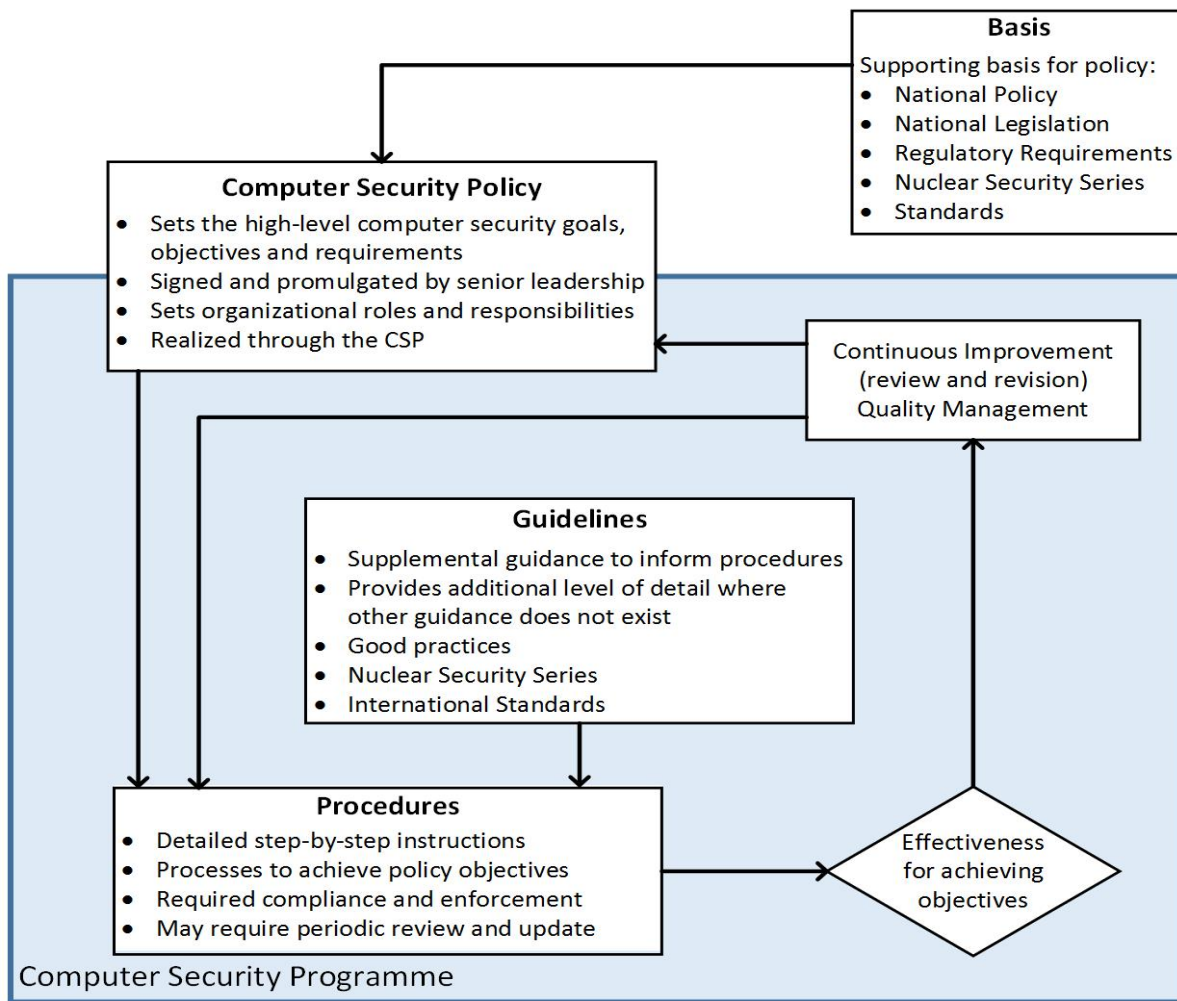 Basis
Supporting basis for policy:
• National Policy
• National Legislation
• Regulatory Requirements
• Nuclear Security Series
• Standards
Computer Security Policy
• Sets the high-level computer security goals,
objectives and requirements
• Signed and promulgated by senior leadership
• Sets organizational roles and responsibilities
• Realized through the CSP
Continuous Improvement
(review and revision)
Quality Management
Guidelines
• Supplemental guidance to inform procedures
• Provides additional level of detail where
other guidance does not exist
• Good practices
• Nuclear Security Series
• International Standards
Procedures
• Detailed step-by-step instructions
• Processes to achieve policy objectives
• Required compliance and enforcement
• May require periodic review and update
Effectiveness
for achieving
objectives
Computer Security Programme